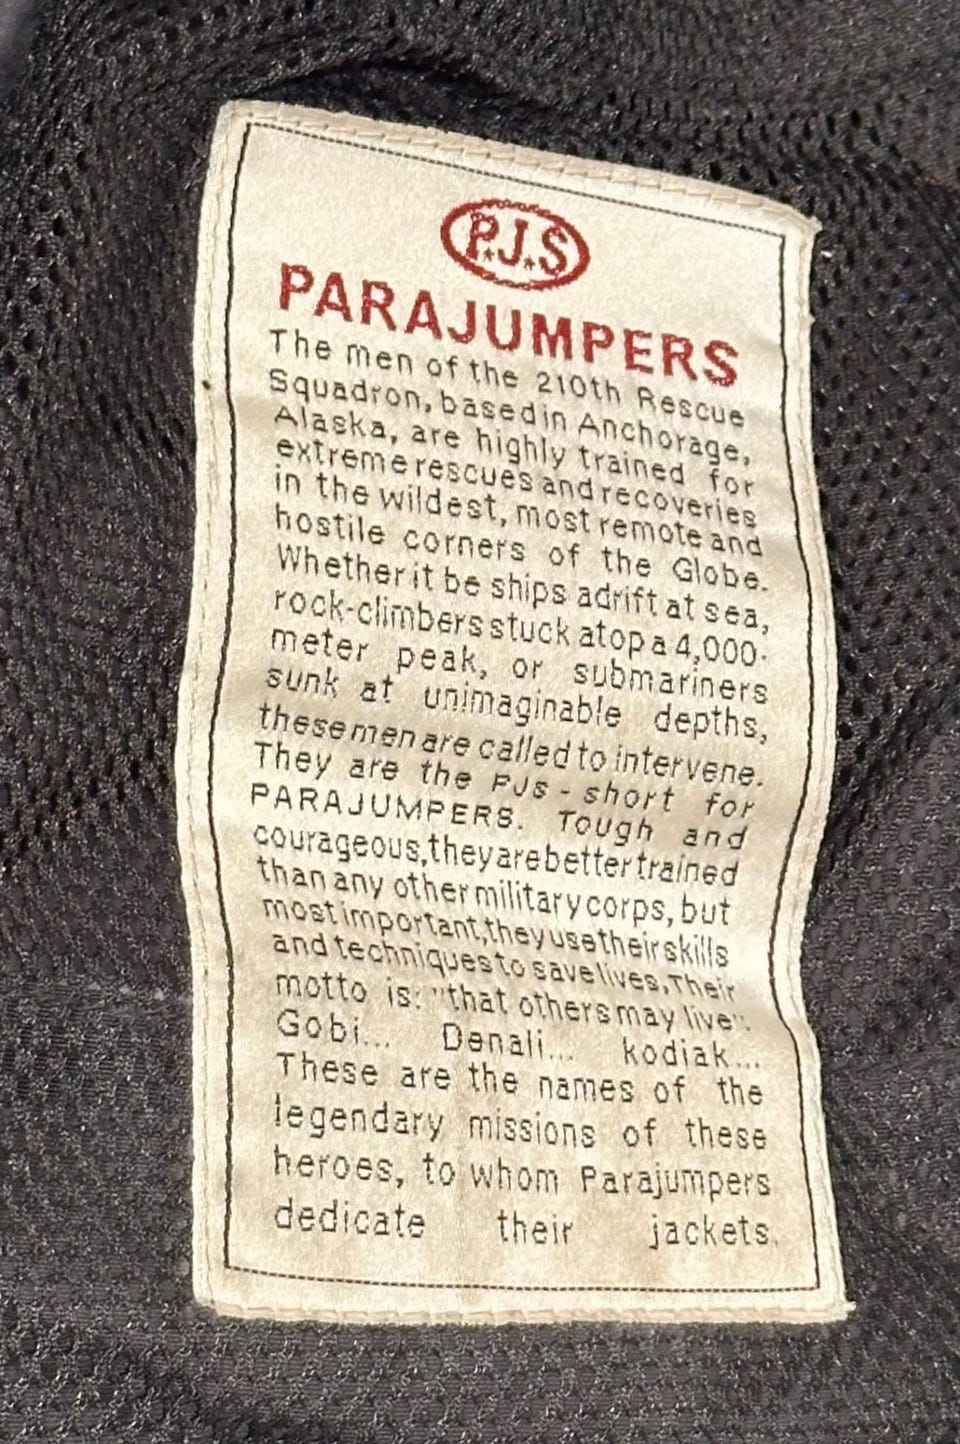 P.J.S
PARAJUMPERS
The men of the 210th Rescue
Squadron, based in Anchorage,
Alaska, are highly trained for
extreme rescues and recoveries
in the wildest, most remote and
hostile corners of the Globe.
Whether it be ships adrift at sea,
rock-climbers stuck atop a 4,000-
meter peak, or submariners
sunk at unimaginable depths,
these men are called to intervene.
They are the PJs - short for
PARAJUMPERS. Tough and
courageous, they are better trained
than any other military corps, but
most important, they use their skills
and techniques to save lives. Their
motto is: "that others may live".
Gobi... Denali... kodiak...
These are the names of the
legendary missions of these
heroes, to whom Parajumpers
dedicate their jackets.